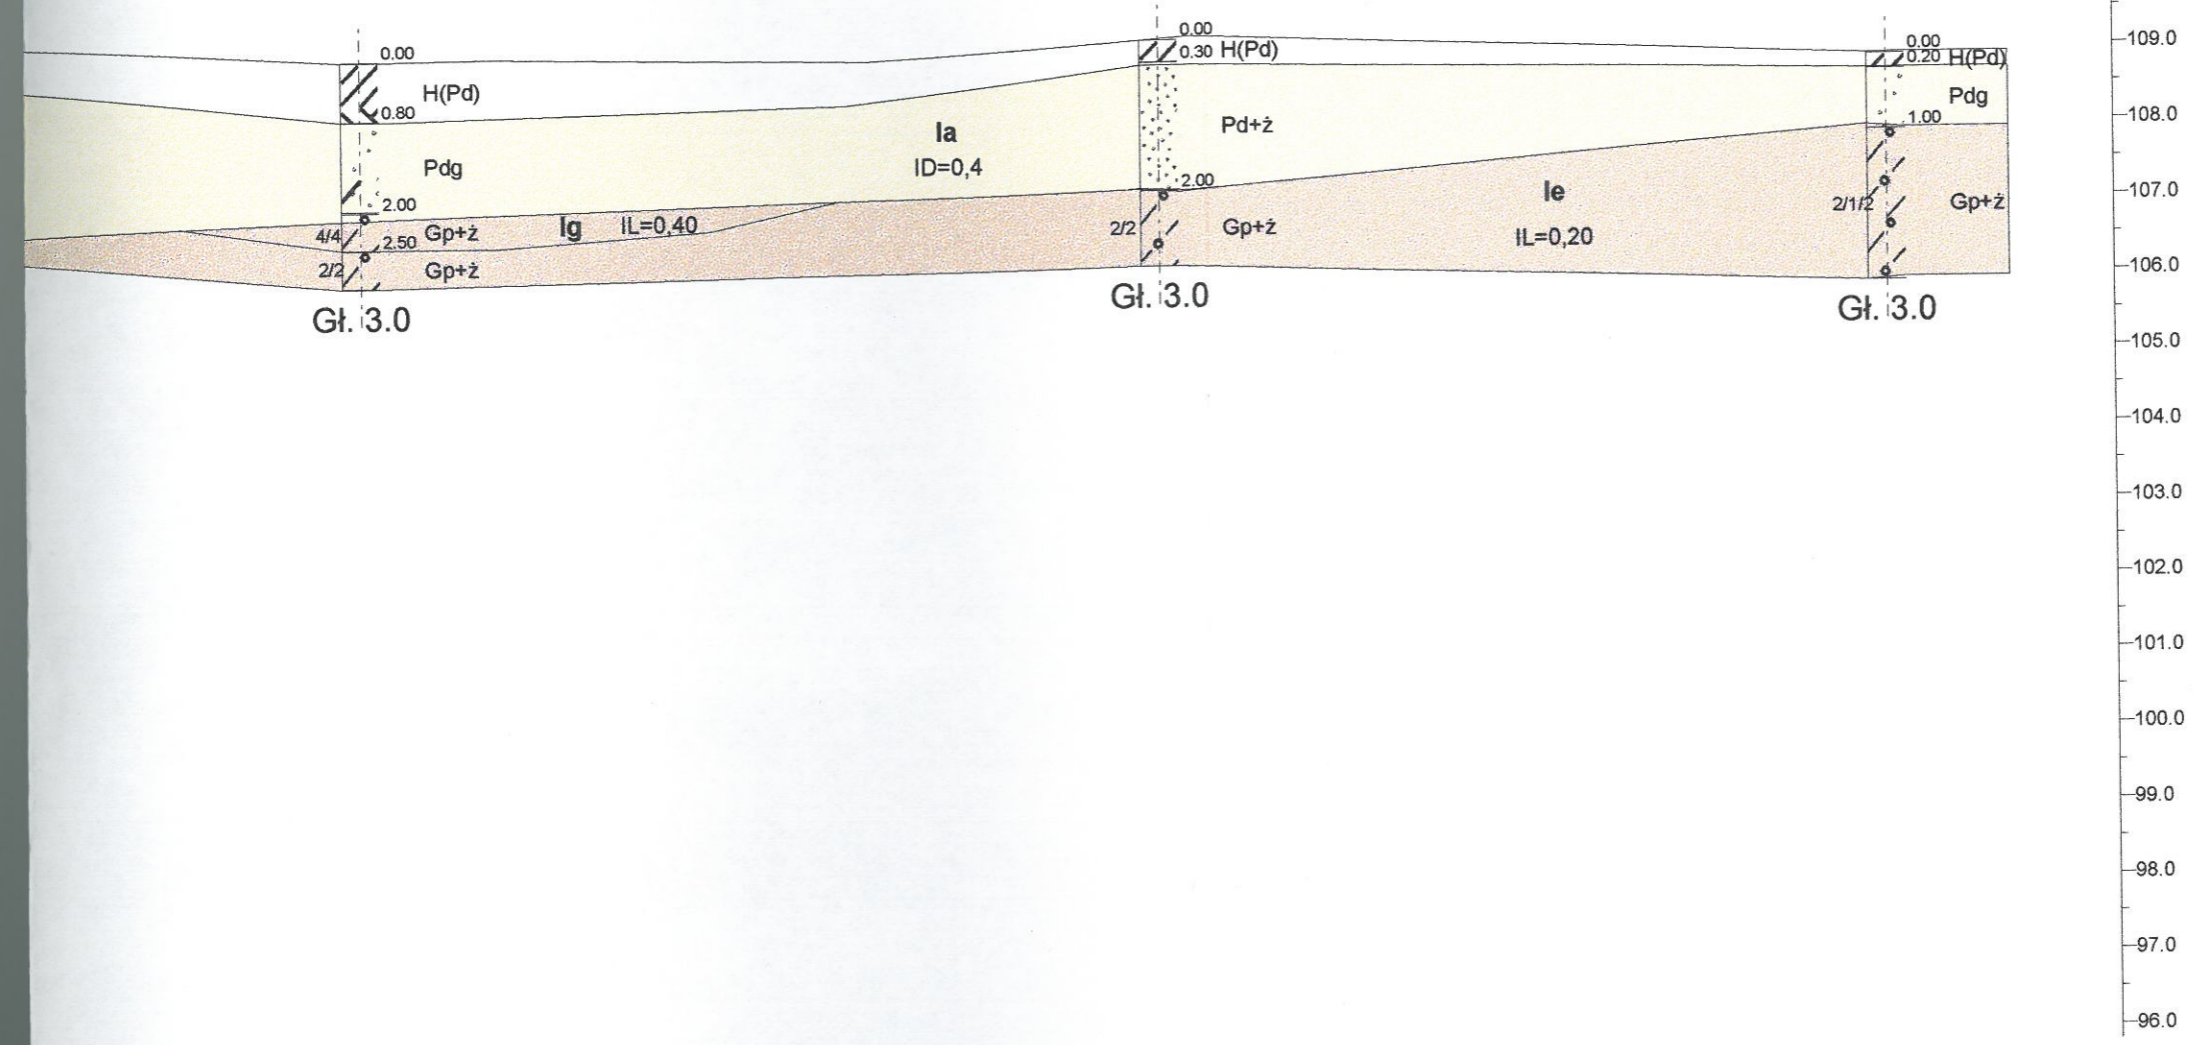 0.00
H(Pd)
0.80
Pdg
2.00
4/4
Gp+ż
2.50
2/2
Gp+ż
Gł. 3.0
Ig IL=0,40
Ia
ID=0,4
0.00
0.30 H(Pd)
Pd+ż
2.00
2/2
Gp+ż
Gł. 3.0
Ie
IL=0,20
0.00
0.20 H(Pd)
Pdg
1.00
2/1/2
Gp+ż
Gł. 3.0
109.0
108.0
107.0
106.0
105.0
104.0
103.0
102.0
101.0
100.0
99.0
98.0
97.0
96.0